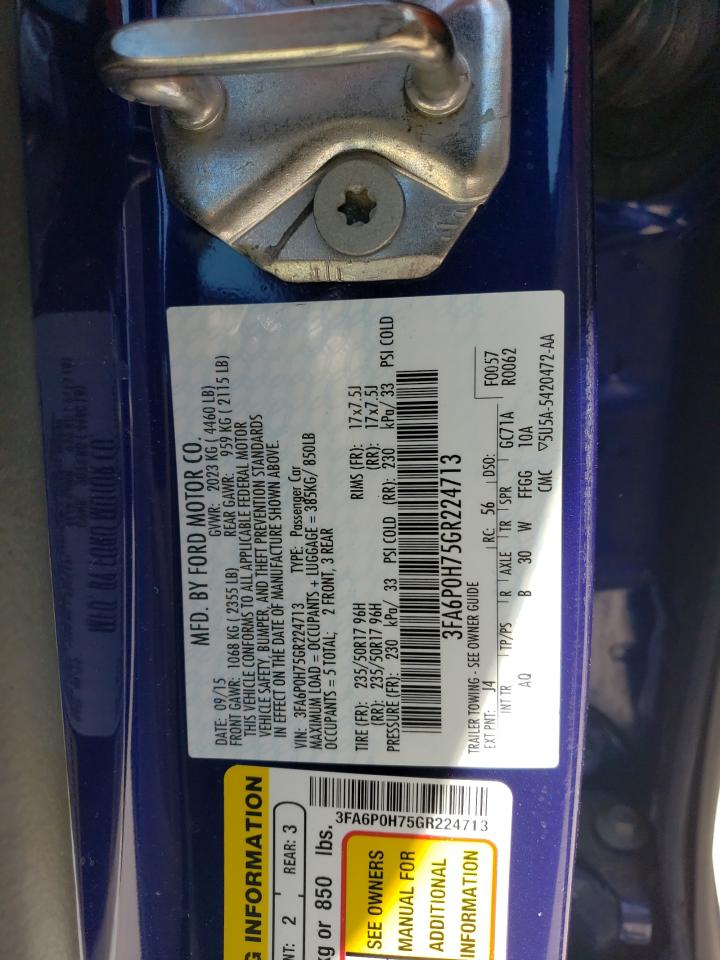 MFD. BY FORD MOTOR CO.
DATE: 09/15 GVWR: 2023 KG ( 4460 LB)
FRONT GAWR: 1068 KG ( 2355 LB) REAR GAWR: 959 KG ( 2115 LB)
THIS VEHICLE CONFORMS TO ALL APPLICABLE FEDERAL MOTOR
VEHICLE SAFETY, BUMPER, AND THEFT PREVENTION STANDARDS
IN EFFECT ON THE DATE OF MANUFACTURE SHOWN ABOVE.
VIN: 3FA6P0H75GR224713 TYPE: Passenger Car
MAXIMUM LOAD = OCCUPANTS + LUGGAGE = 385KG/ 850LB
OCCUPANTS = 5 TOTAL; 2 FRONT, 3 REAR
TIRE (FR): 235/50R17 96H RIMS (FR): 17x7.5J
(RR): 235/50R17 96H (RR): 17x7.5J
PRESSURE (FR): 230 kPa/ 33 PSI COLD (RR): 230 kPa/ 33 PSI COLD
3FA6P0H75GR224713
TRAILER TOWING - SEE OWNER GUIDE
F0057
R0062
EXT PNT: J4 RC: 56 DSO: GC71A
INT TR TP/PS R AXLE TR SPR
AQ B 30 W FFGG 10A
CMC ▽5U5A-5420472-AA
G INFORMATION
NT: 2 REAR: 3
kg or 850 lbs.
3FA6P0H75GR224713
SEE OWNERS
MANUAL FOR
ADDITIONAL
INFORMATION